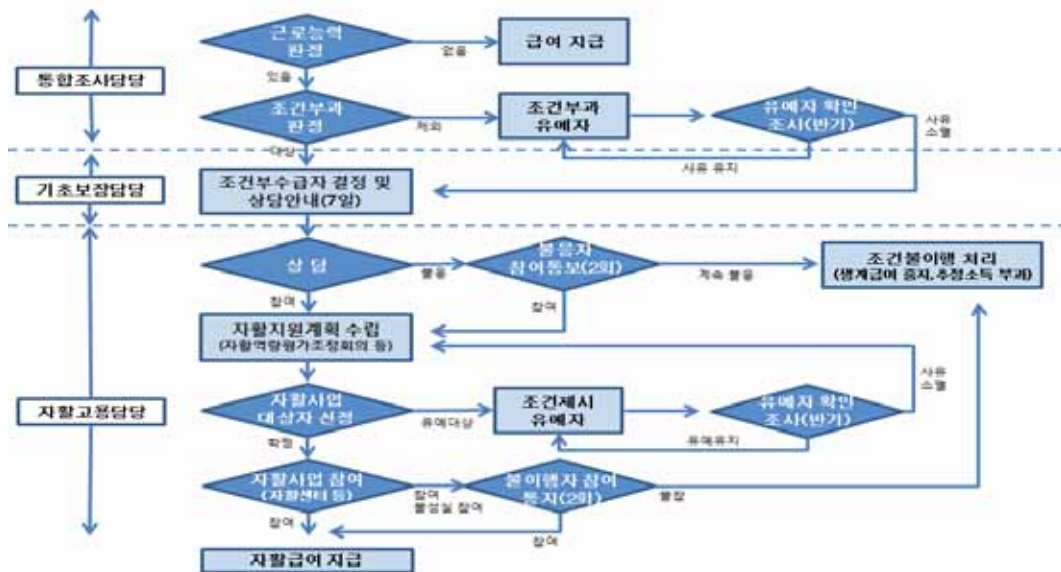 근로능력
판정
급여 지급
없음
있음
통합조사담당
조건부과
판정
제외
조건부과
유예자
유예자 확인
조사(반기)
사유
소멸
사유 유지
대상
기초보장담당
조건부수급자 결정 및
상담안내(7일)
상 담
불응
불응자
참여통보(2회)
계속 불응
조건불이행 처리
(생계급여 중지, 추정소득 부과)
참여
참여
자활지원계획 수립
(자활역량평가조정회의 등)
사유
소멸
자활고용담당
자활사업
대상자 선정
유예대상
조건제시
유예자
유예자 확인
조사(반기)
유예유지
확정
자활사업 참여
(자활센터 등)
참여
불성실 참여
불이행자 참여
통지(2회)
불참
참여
참여
자활급여 지급